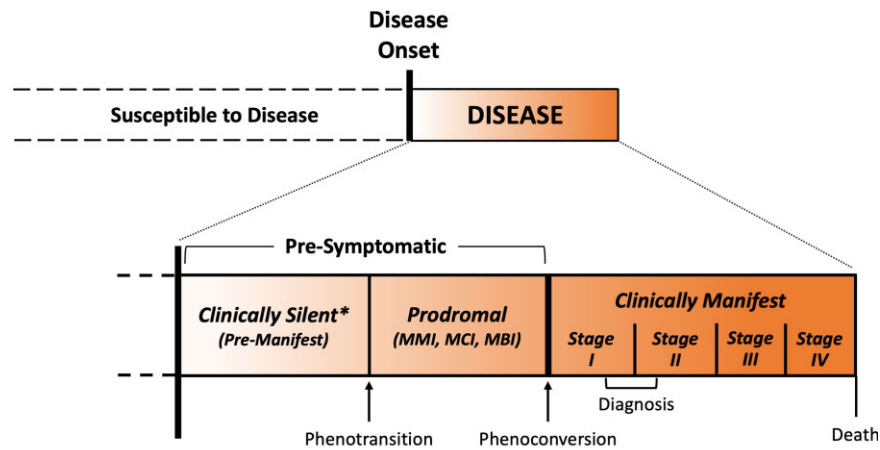 Disease
Onset
Susceptible to Disease
DISEASE
Pre-Symptomatic
Clinically Silent*
(Pre-Manifest)
Prodromal
(MMI, MCI, MBI)
Clinically Manifest
Stage
I
Stage
II
Stage
III
Stage
IV
Diagnosis
Phenotransition
Phenoconversion
Death